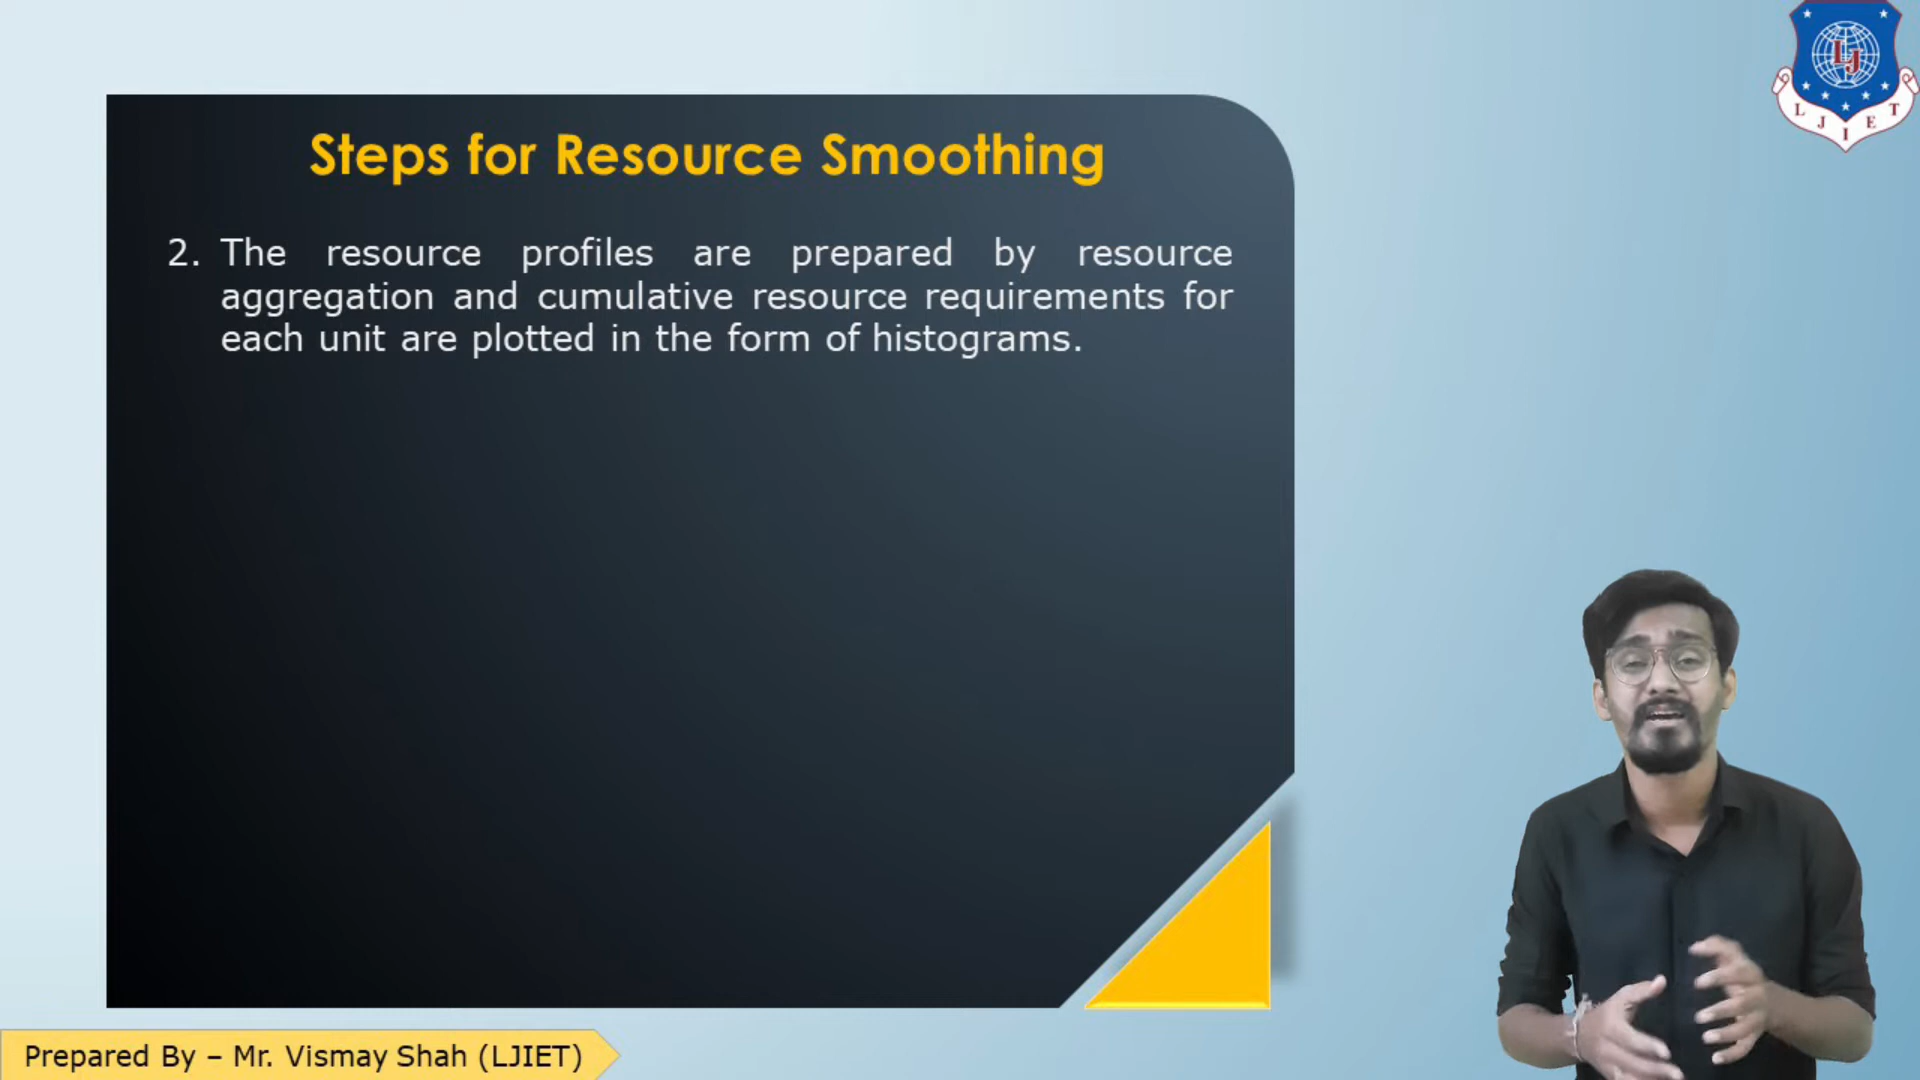 Steps for Resource Smoothing
2. The resource profiles are prepared by resource
aggregation and cumulative resource requirements for
each unit are plotted in the form of histograms.
LJ
L J I E T
Prepared By – Mr. Vismay Shah (LJIET)